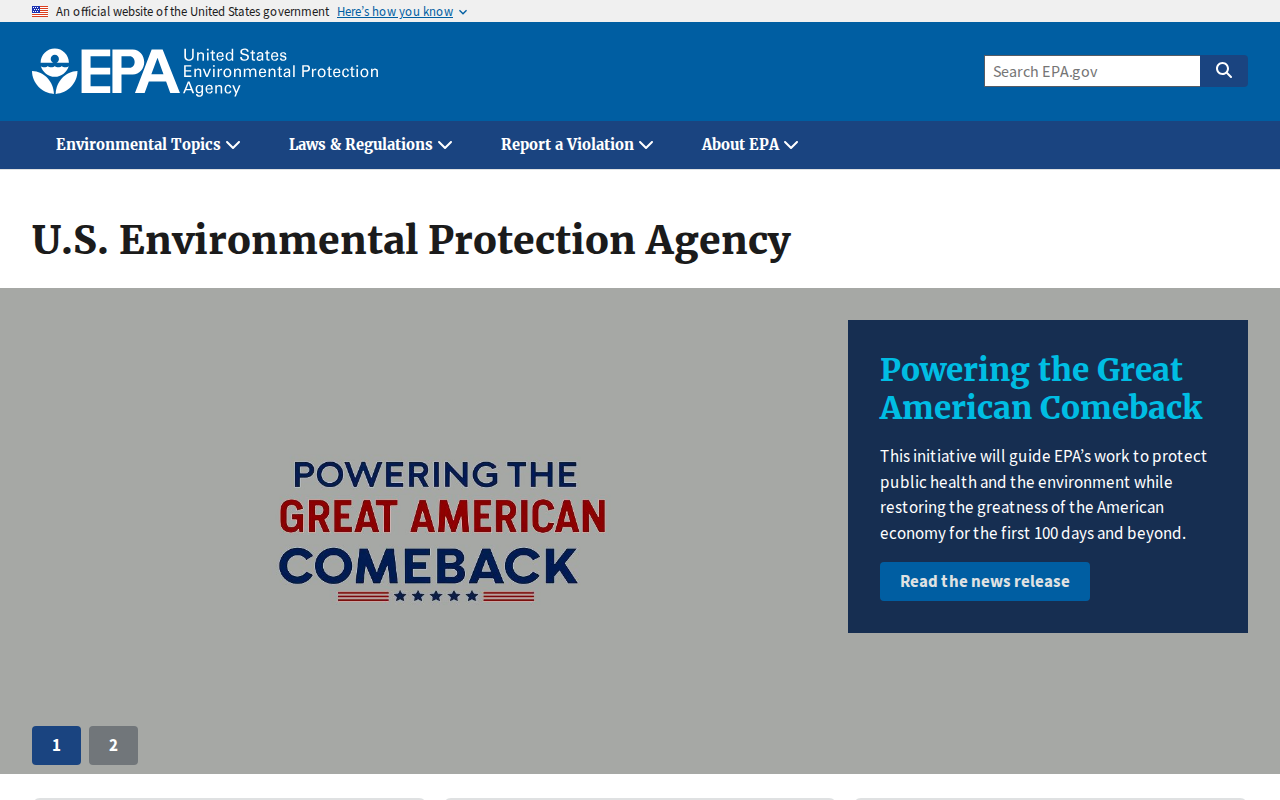 An official website of the United States government Here's how you know
EPA United States
Environmental Protection
Agency
Search EPA.gov
Environmental Topics Laws & Regulations Report a Violation About EPA
U.S. Environmental Protection Agency
POWERING THE
GREAT AMERICAN
COMEBACK
Powering the Great
American Comeback
This initiative will guide EPA’s work to protect
public health and the environment while
restoring the greatness of the American
economy for the first 100 days and beyond.
Read the news release
1 2